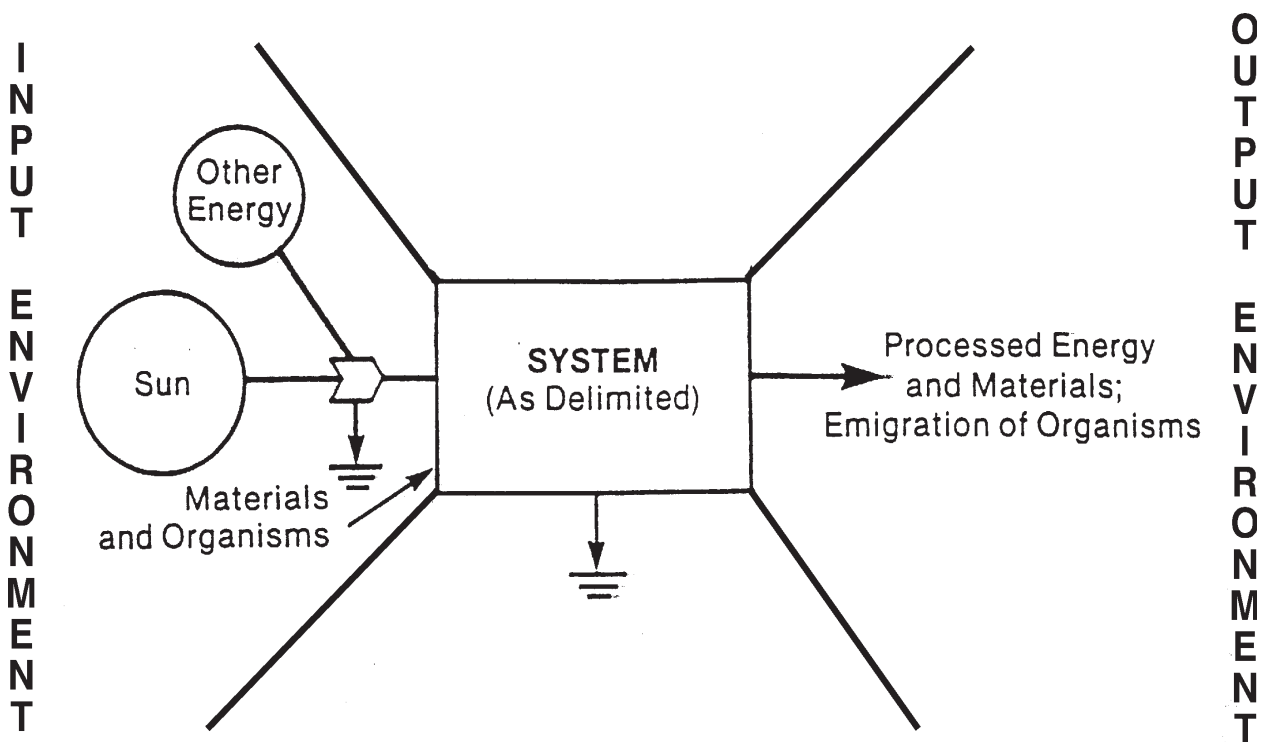 INPUT ENVIRONMENT
Other
Energy
Sun
Materials
and Organisms
SYSTEM
(As Delimited)
Processed Energy
and Materials;
Emigration of Organisms
OUTPUT ENVIRONMENT